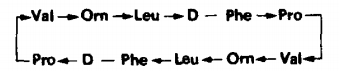 Val → Orn → Leu → D – Phe → Pro
Pro ← D – Phe ← Leu ← Orn ← Val